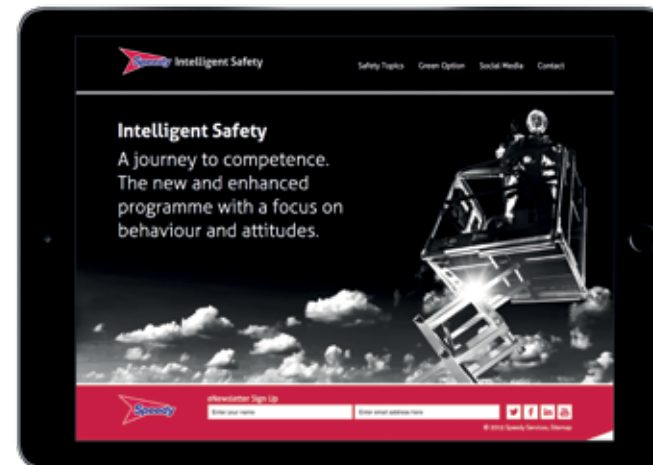 Speedy Intelligent Safety
Safety Topics Green Option Social Media Contact
Intelligent Safety
A journey to competence.
The new and enhanced
programme with a focus on
behaviour and attitudes.
eNewsletter Sign Up
Speedy
Enter your name Enter email address here
© 2015 Speedy Services, Sitemap